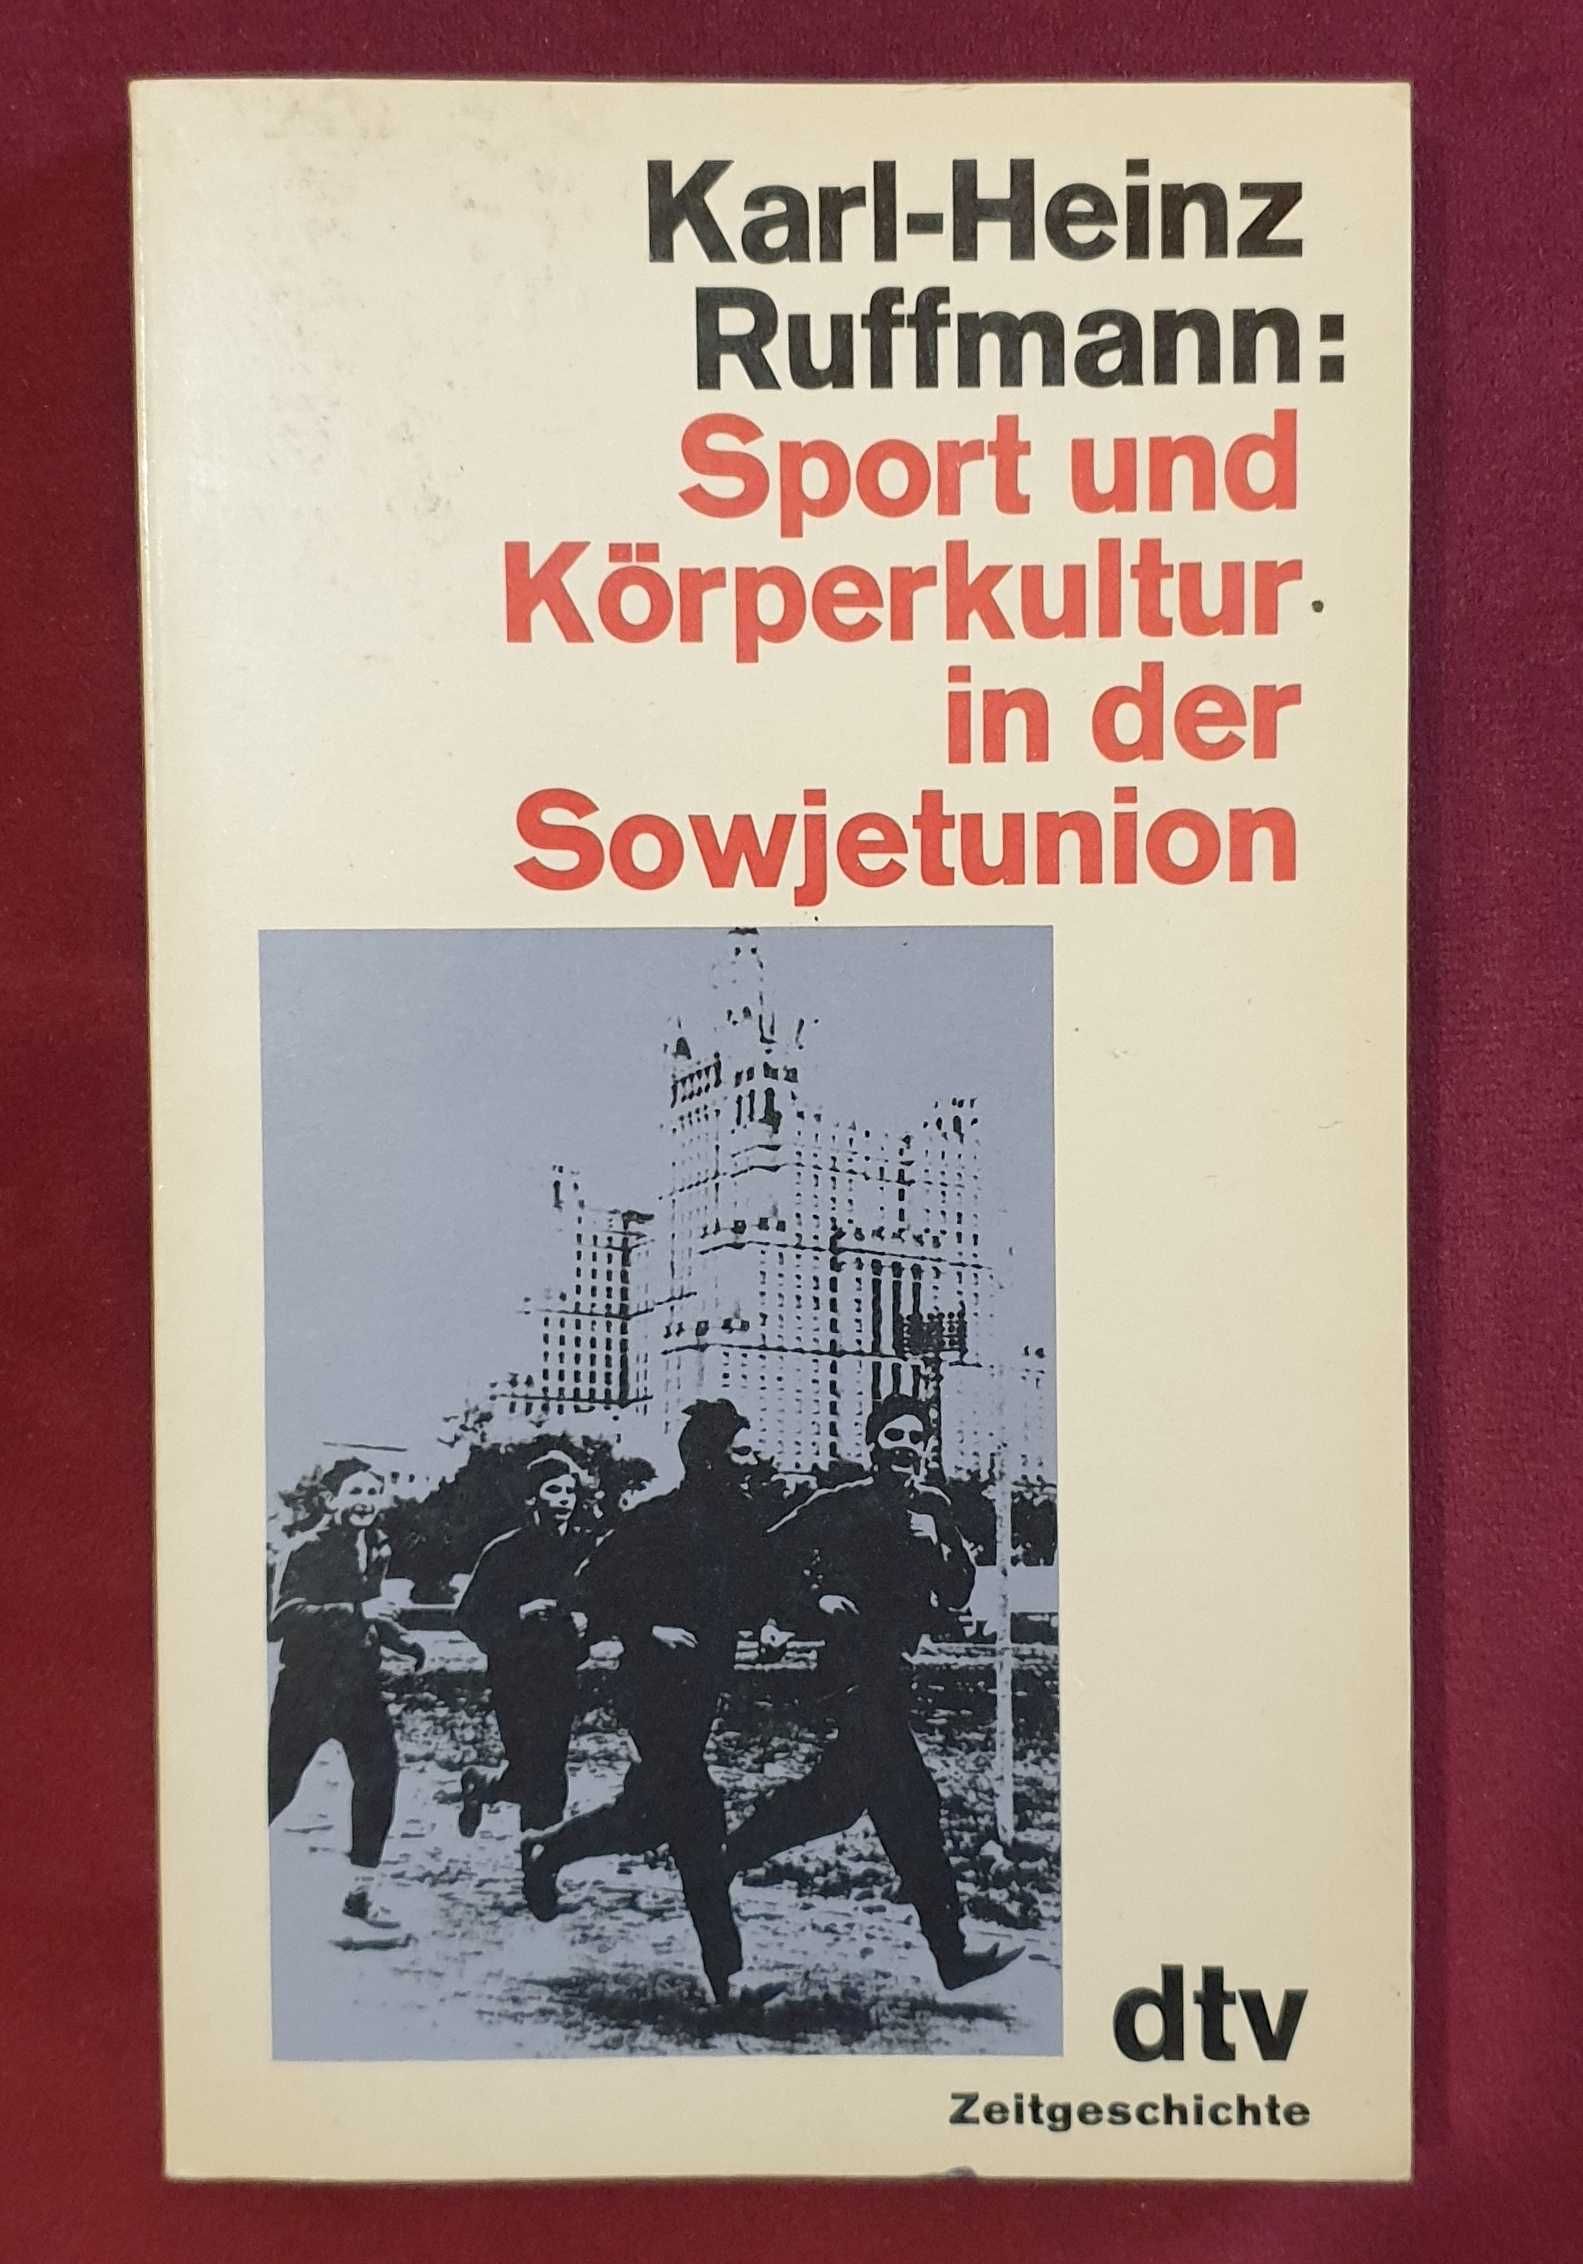 Karl-Heinz
Ruffmann:
Sport und
Körperkultur
in der
Sowjetunion
dtv
Zeitgeschichte